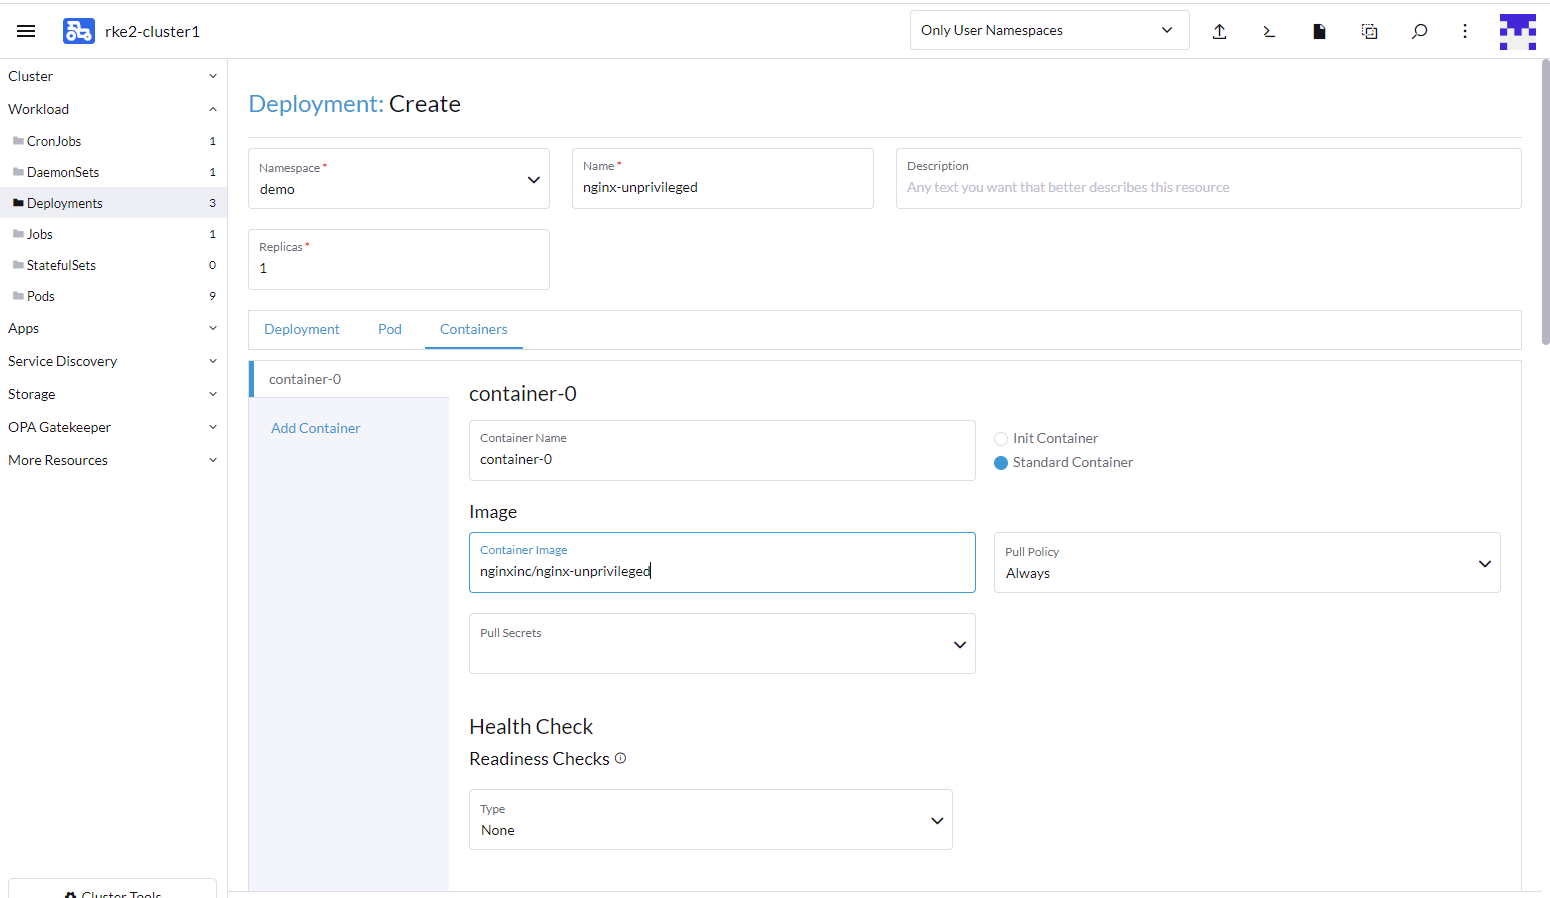 rke2-cluster1
Only User Namespaces
Cluster
Workload
CronJobs 1
DaemonSets 1
Deployments 3
Jobs 1
StatefulSets 0
Pods 9
Apps
Service Discovery
Storage
OPA Gatekeeper
More Resources
Cluster Tools
Deployment: Create
Namespace *
demo
Name *
nginx-unprivileged
Description
Any text you want that better describes this resource
Replicas *
1
Deployment Pod Containers
container-0
Add Container
container-0
Container Name
container-0
Init Container
Standard Container
Image
Container Image
nginxinc/nginx-unprivileged
Pull Policy
Always
Pull Secrets
Health Check
Readiness Checks
Type
None